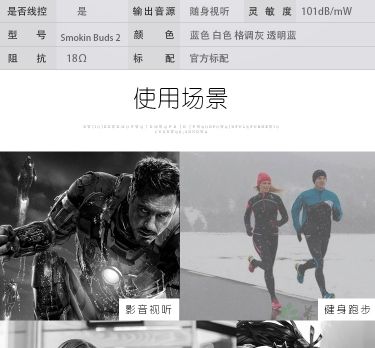 是否线控 是 输出音源 随身视听 灵敏度 101dB/mW
型号 Smokin Buds 2 颜色 蓝色 白色 格调灰 透明蓝
阻抗 18Ω 标配 官方标配
使用场景
影音视听 健身跑步